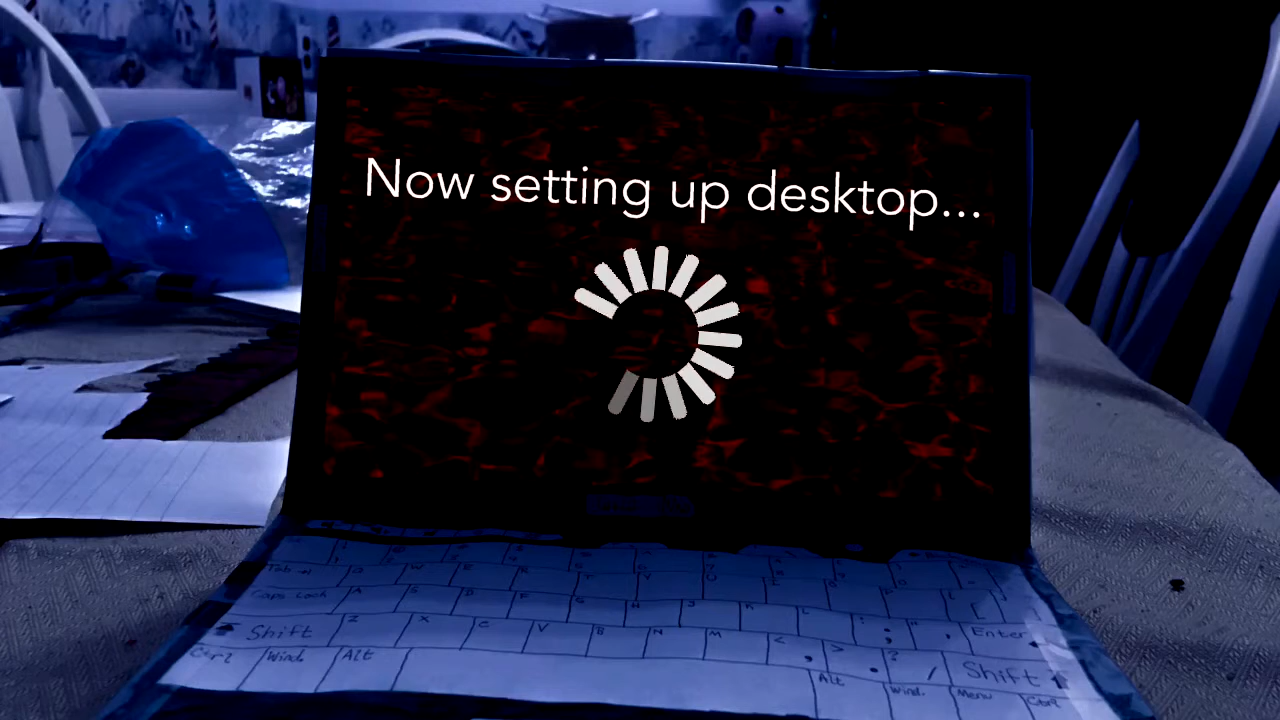 Now setting up desktop...
Tab
Q W E R T Y U
Caps Lock A S D F G H J K L : ; " ' Enter
Shift Z X C V B N M < , > . ? / Shift
Ctrl Wind. Alt Alt Wind. Menu Ctrl